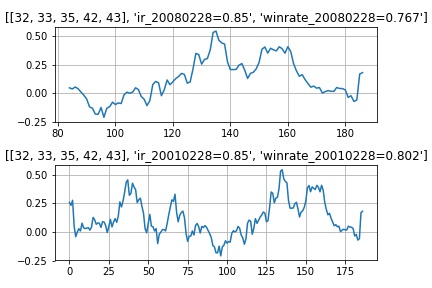 [[32, 33, 35, 42, 43], 'ir_20080228=0.85', 'winrate_20080228=0.767']
0.50
0.25
0.00
−0.25
80 100 120 140 160 180
[[32, 33, 35, 42, 43], 'ir_20010228=0.85', 'winrate_20010228=0.802']
0.50
0.25
0.00
−0.25
0 25 50 75 100 125 150 175